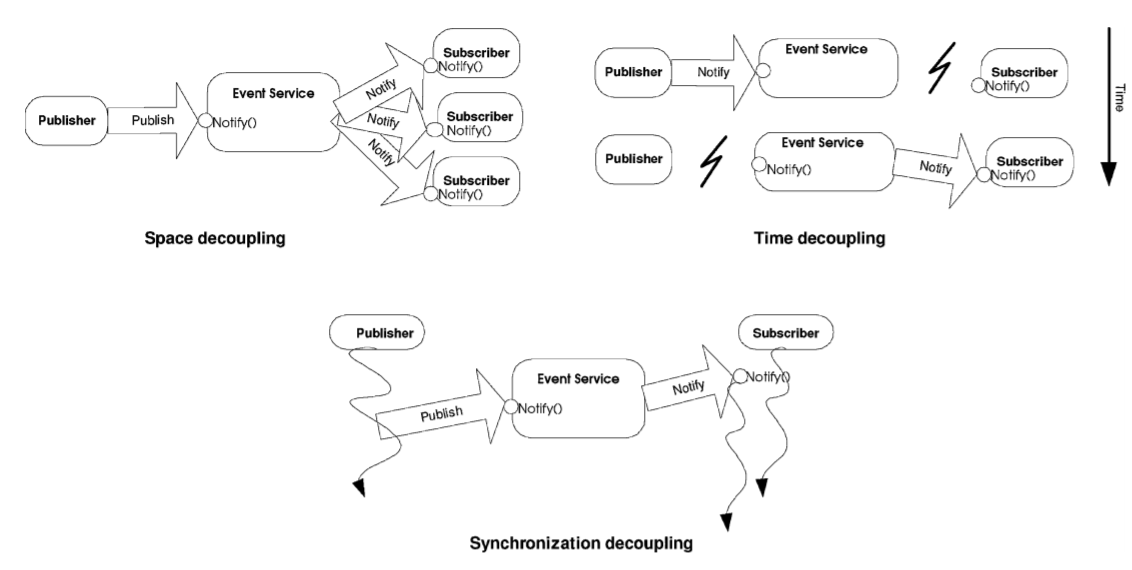 Publisher
Publish
Event Service
Notify()
Notify
Notify
Notify
Subscriber
Notify()
Subscriber
Notify()
Subscriber
Notify()
Space decoupling
Publisher
Notify
Event Service
Subscriber
Notify()
Publisher
Event Service
Notify()
Notify
Subscriber
Notify()
Time
Time decoupling
Publisher
Publish
Event Service
Notify()
Notify
Subscriber
Notify()
Synchronization decoupling